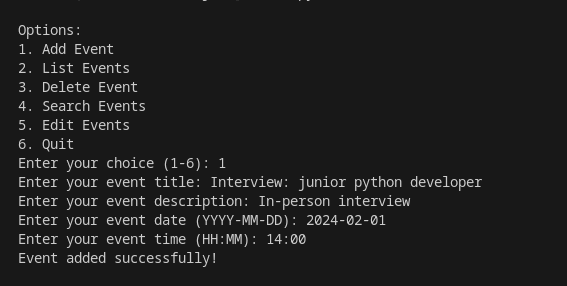 Options:
1. Add Event
2. List Events
3. Delete Event
4. Search Events
5. Edit Events
6. Quit
Enter your choice (1-6): 1
Enter your event title: Interview: junior python developer
Enter your event description: In-person interview
Enter your event date (YYYY-MM-DD): 2024-02-01
Enter your event time (HH:MM): 14:00
Event added successfully!